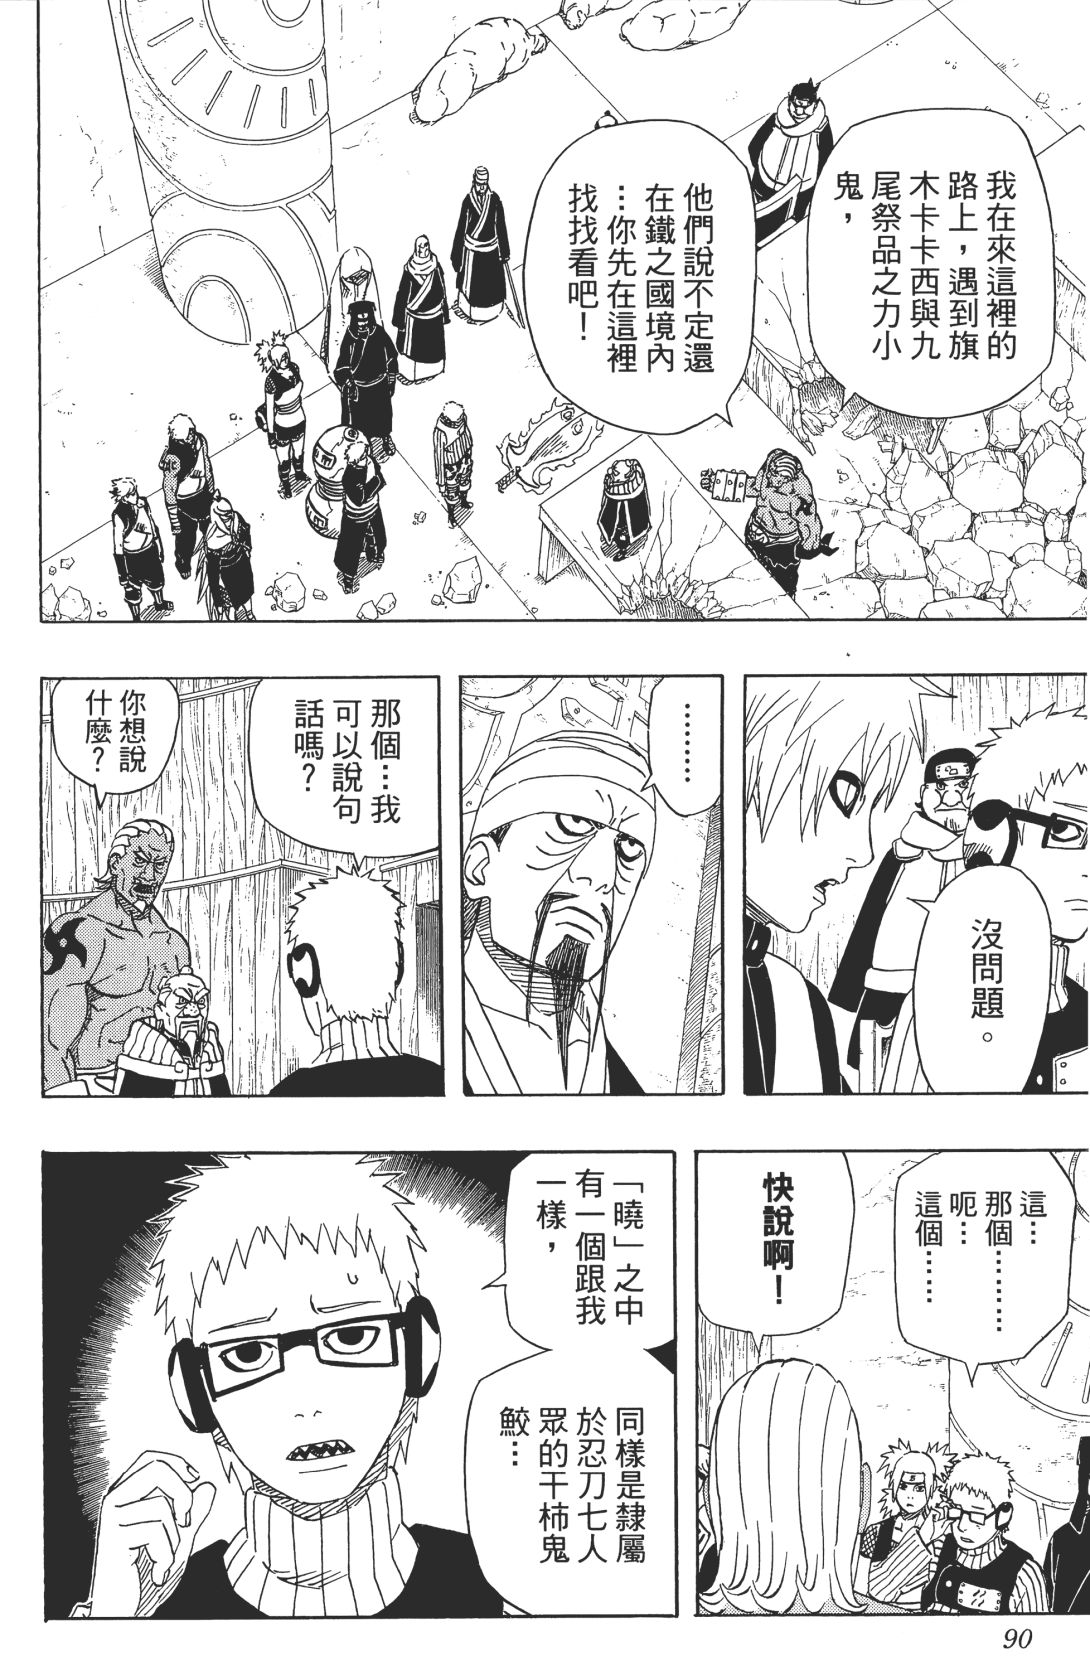 我在來這裡的
路上，遇到旗
木卡卡西與九
尾祭品之力小
鬼，
他們說不定還
在鐵之國境內
…你先在這裡
找找看吧！
沒問題。
………
那個…我
可以說句
話嗎？
你想說
什麼？
這…
那個………
呃…
這個……
快說啊！
「曉」之中
有一個跟我
一樣，
同樣是隸屬
於忍刀七人
眾的干柿鬼
鮫…
90